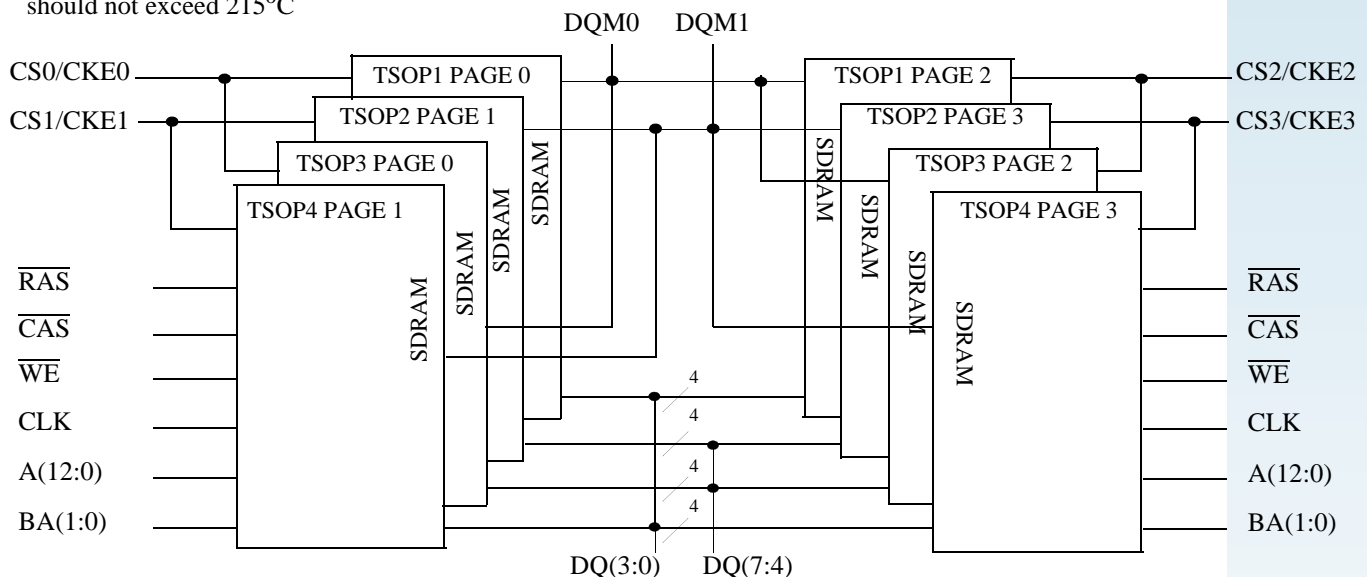 should not exceed 215°C
DQM0 DQM1
CS0/CKE0
TSOP1 PAGE 0
TSOP1 PAGE 2
CS2/CKE2
CS1/CKE1
TSOP2 PAGE 1
TSOP2 PAGE 3
CS3/CKE3
TSOP3 PAGE 0
TSOP3 PAGE 2
TSOP4 PAGE 1
TSOP4 PAGE 3
SDRAM
SDRAM
SDRAM
SDRAM
SDRAM
SDRAM
SDRAM
SDRAM
RAS
RAS
CAS
CAS
WE
WE
CLK
CLK
A(12:0)
A(12:0)
BA(1:0)
BA(1:0)
4
4
4
4
DQ(3:0) DQ(7:4)